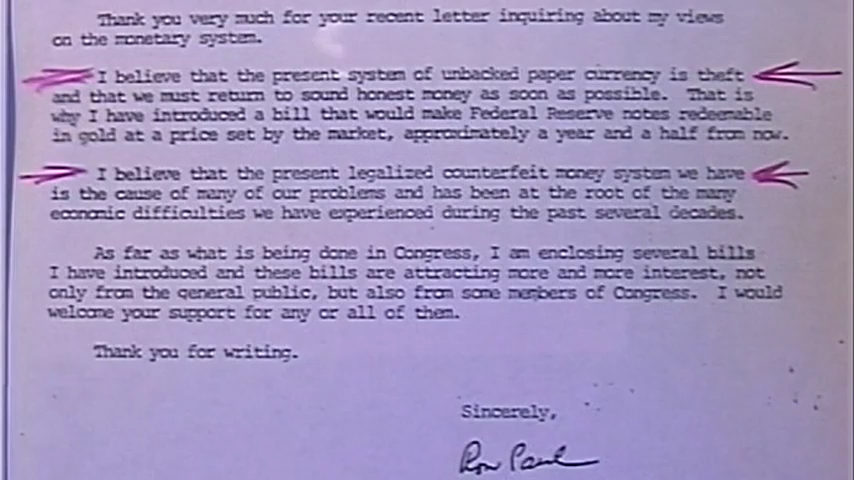 Thank you very much for your recent letter inquiring about my views
on the monetary system.
I believe that the present system of unbacked paper currency is theft
and that we must return to sound honest money as soon as possible. That is
why I have introduced a bill that would make Federal Reserve notes redeemable
in gold at a price set by the market, approximately a year and a half from now.
I believe that the present legalized counterfeit money system we have
is the cause of many of our problems and has been at the root of the many
economic difficulties we have experienced during the past several decades.
As far as what is being done in Congress, I am enclosing several bills
I have introduced and these bills are attracting more and more interest, not
only from the general public, but also from some members of Congress. I would
welcome your support for any or all of them.
Thank you for writing.
Sincerely,
Ron Paul